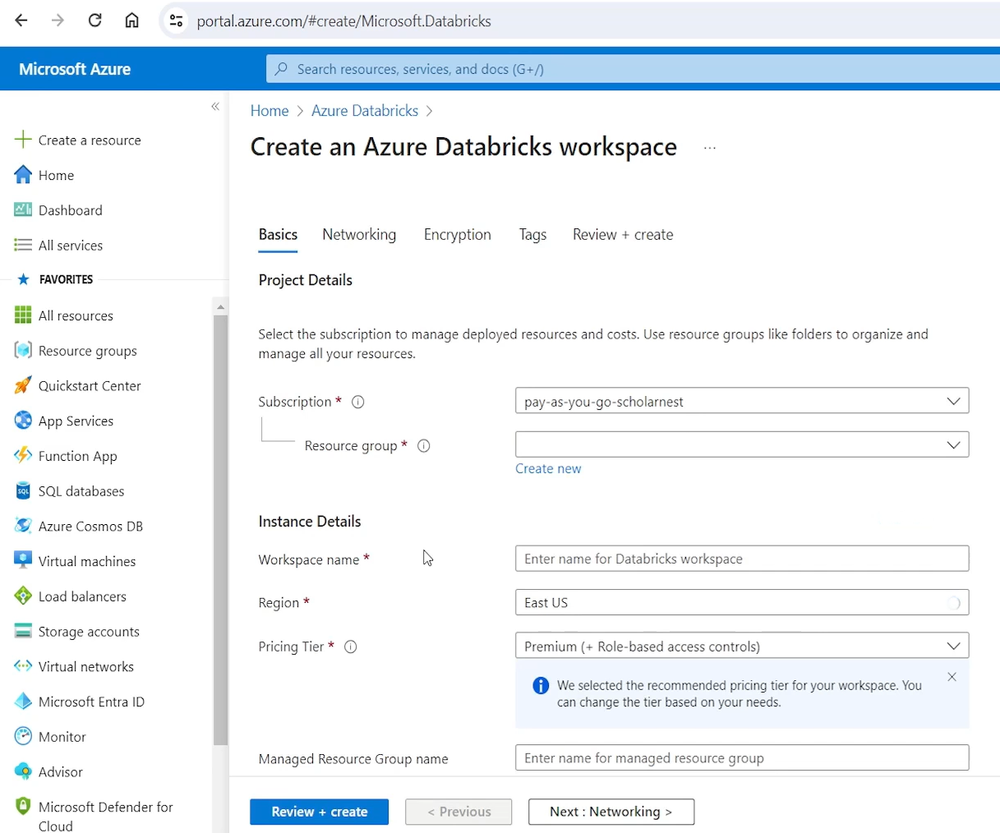 portal.azure.com/#create/Microsoft.Databricks
Microsoft Azure
Search resources, services, and docs (G+/)
Create a resource
Home
Dashboard
All services
FAVORITES
All resources
Resource groups
Quickstart Center
App Services
Function App
SQL databases
Azure Cosmos DB
Virtual machines
Load balancers
Storage accounts
Virtual networks
Microsoft Entra ID
Monitor
Advisor
Microsoft Defender for
Cloud
Home > Azure Databricks >
Create an Azure Databricks workspace ...
Basics Networking Encryption Tags Review + create
Project Details
Select the subscription to manage deployed resources and costs. Use resource groups like folders to organize and
manage all your resources.
Subscription * pay-as-you-go-scholarnest
Resource group *
Create new
Instance Details
Workspace name * Enter name for Databricks workspace
Region * East US
Pricing Tier * Premium (+ Role-based access controls)
We selected the recommended pricing tier for your workspace. You
can change the tier based on your needs.
Managed Resource Group name Enter name for managed resource group
Review + create < Previous Next : Networking >